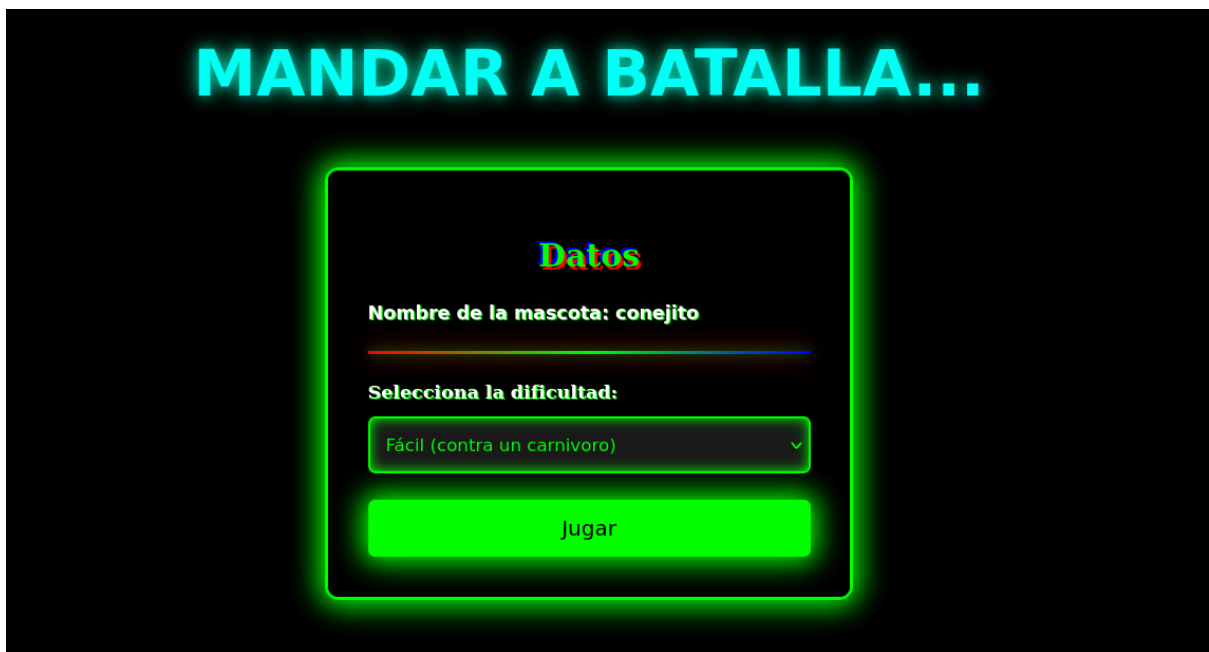 MANDAR A BATALLA...
Datos
Nombre de la mascota: conejito
Selecciona la dificultad:
Fácil (contra un carnivoro)
Jugar